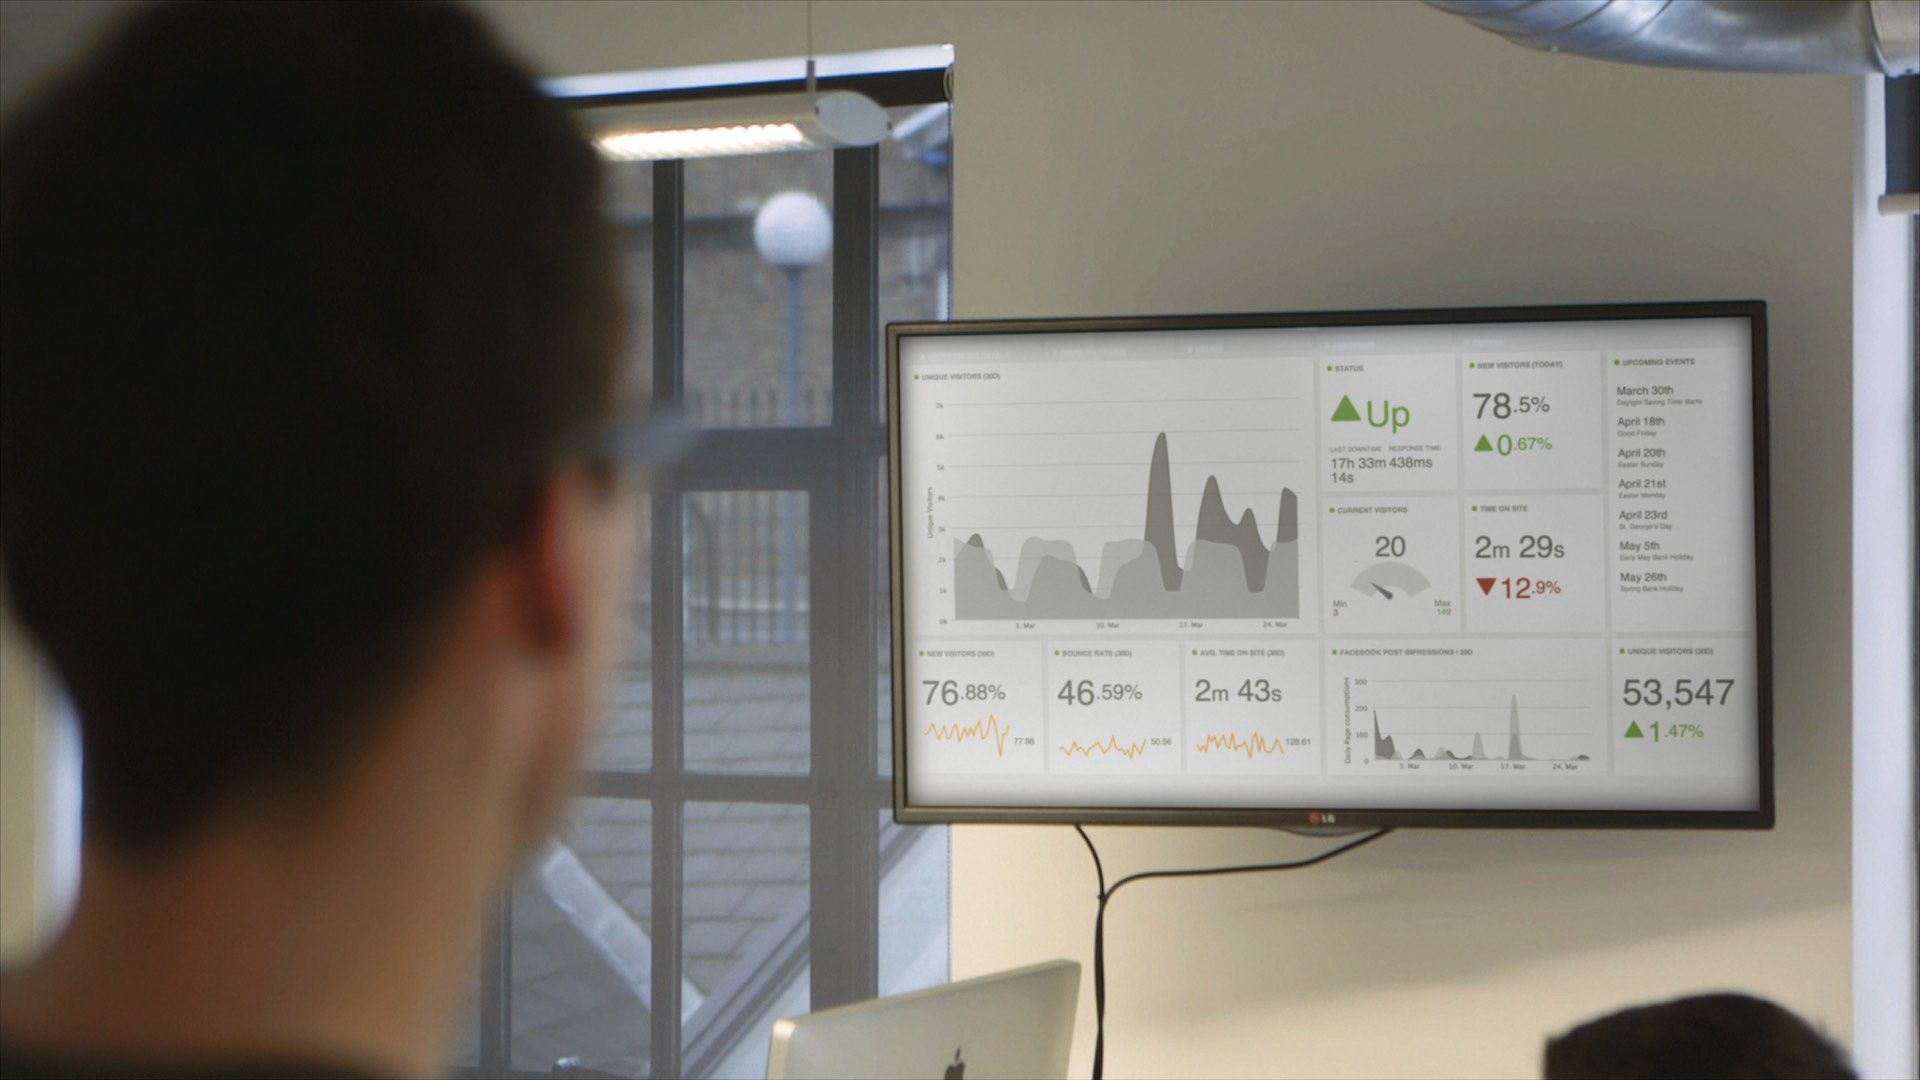 UNIQUE VISITORS (30D)
7k
6k
5k
4k
3k
2k
1k
0k
Unique Visitors
3. Mar
10. Mar
17. Mar
24. Mar
STATUS
Up
LAST DOWNTIME RESPONSE TIME
17h 33m 438ms
14s
NEW VISITORS (TODAY)
78.5%
0.67%
CURRENT VISITORS
20
Min
3
Max
149
TIME ON SITE
2m 29s
12.9%
UPCOMING EVENTS
March 30th
Daylight Saving Time starts
April 18th
Good Friday
April 20th
Easter Sunday
April 21st
Easter Monday
April 23rd
St. George's Day
May 5th
Early May Bank Holiday
May 26th
Spring Bank Holiday
NEW VISITORS (30D)
76.88%
77.98
BOUNCE RATE (30D)
46.59%
50.56
AVG. TIME ON SITE (30D)
2m 43s
128.61
FACEBOOK POST IMPRESSIONS | 30D
Daily Page consumptions
300
200
100
0
3. Mar
10. Mar
17. Mar
24. Mar
UNIQUE VISITORS (30D)
53,547
1.47%
LG